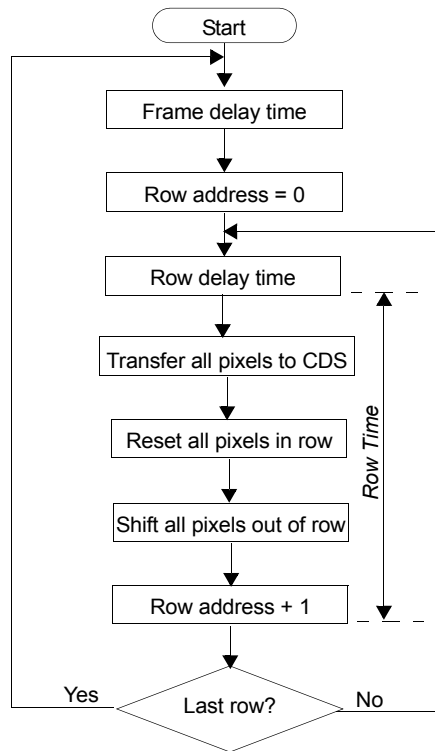 Start
Frame delay time
Row address = 0
Row delay time
Transfer all pixels to CDS
Reset all pixels in row
Row Time
Shift all pixels out of row
Row address + 1
Yes
Last row?
No